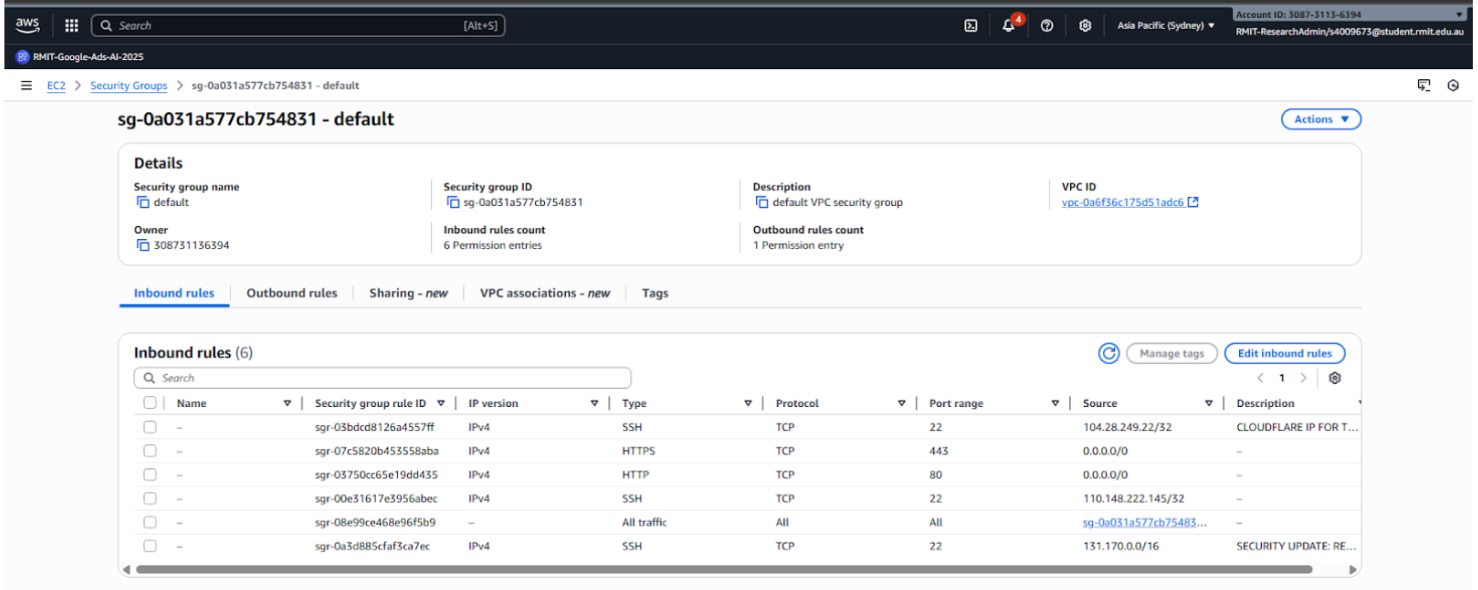 aws Search [Alt+S] 4 Asia Pacific (Sydney) Account ID: 3087-3113-6394
RMIT-ResearchAdmin/s4009673@student.rmit.edu.au
RMIT-Google-Ads-AI-2025
EC2 > Security Groups > sg-0a031a577cb754831 - default
sg-0a031a577cb754831 - default Actions
Details
Security group name Security group ID Description VPC ID
default sg-0a031a577cb754831 default VPC security group vpc-0a6f36c175d51adc6
Owner Inbound rules count Outbound rules count
308731136394 6 Permission entries 1 Permission entry
Inbound rules Outbound rules Sharing - new VPC associations - new Tags
Inbound rules (6) Manage tags Edit inbound rules
Search < 1 >
Name Security group rule ID IP version Type Protocol Port range Source Description
– sgr-03bdcd8126a4557ff IPv4 SSH TCP 22 104.28.249.22/32 CLOUDFLARE IP FOR T...
– sgr-07c5820b453558aba IPv4 HTTPS TCP 443 0.0.0.0/0 –
– sgr-03750cc65e19dd435 IPv4 HTTP TCP 80 0.0.0.0/0 –
– sgr-00e31617e3956abec IPv4 SSH TCP 22 110.148.222.145/32 –
– sgr-08e99ce468e96f5b9 – All traffic All All sg-0a031a577cb75483... –
– sgr-0a3d885cfaf3ca7ec IPv4 SSH TCP 22 131.170.0.0/16 SECURITY UPDATE: RE...